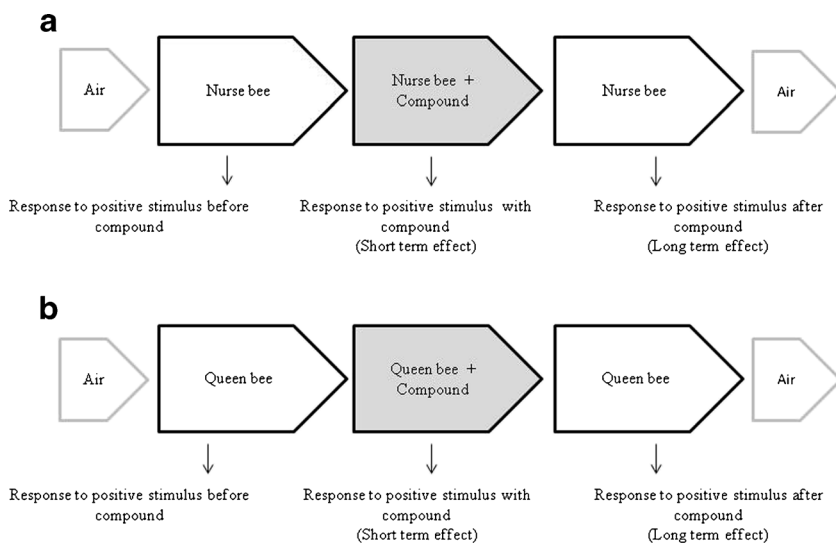 a
Air
Nurse bee
Nurse bee +
Compound
Nurse bee
Air
Response to positive stimulus before
compound
Response to positive stimulus with
compound
(Short term effect)
Response to positive stimulus after
compound
(Long term effect)
b
Air
Queen bee
Queen bee +
Compound
Queen bee
Air
Response to positive stimulus before
compound
Response to positive stimulus with
compound
(Short term effect)
Response to positive stimulus after
compound
(Long term effect)